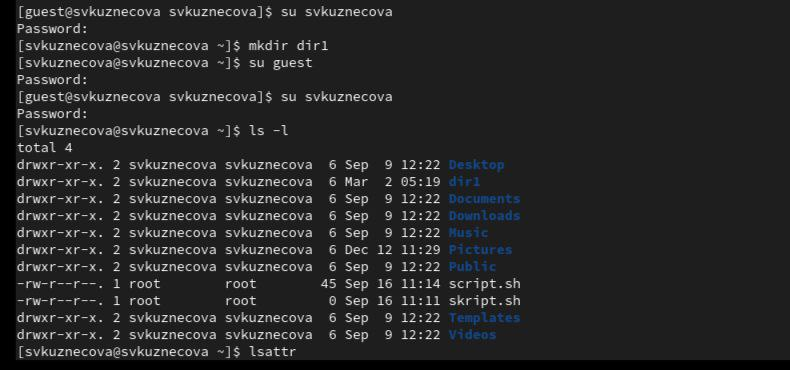 [guest@svkuznecova svkuznecova]$ su svkuznecova
Password:
[svkuznecova@svkuznecova ~]$ mkdir dir1
[svkuznecova@svkuznecova ~]$ su guest
Password:
[guest@svkuznecova svkuznecova]$ su svkuznecova
Password:
[svkuznecova@svkuznecova ~]$ ls -l
total 4
drwxr-xr-x. 2 svkuznecova svkuznecova  6 Sep  9 12:22 Desktop
drwxr-xr-x. 2 svkuznecova svkuznecova  6 Mar  2 05:19 dir1
drwxr-xr-x. 2 svkuznecova svkuznecova  6 Sep  9 12:22 Documents
drwxr-xr-x. 2 svkuznecova svkuznecova  6 Sep  9 12:22 Downloads
drwxr-xr-x. 2 svkuznecova svkuznecova  6 Sep  9 12:22 Music
drwxr-xr-x. 2 svkuznecova svkuznecova  6 Dec 12 11:29 Pictures
drwxr-xr-x. 2 svkuznecova svkuznecova  6 Sep  9 12:22 Public
-rw-r--r--. 1 root        root        45 Sep 16 11:14 script.sh
-rw-r--r--. 1 root        root         0 Sep 16 11:11 skript.sh
drwxr-xr-x. 2 svkuznecova svkuznecova  6 Sep  9 12:22 Templates
drwxr-xr-x. 2 svkuznecova svkuznecova  6 Sep  9 12:22 Videos
[svkuznecova@svkuznecova ~]$ lsattr